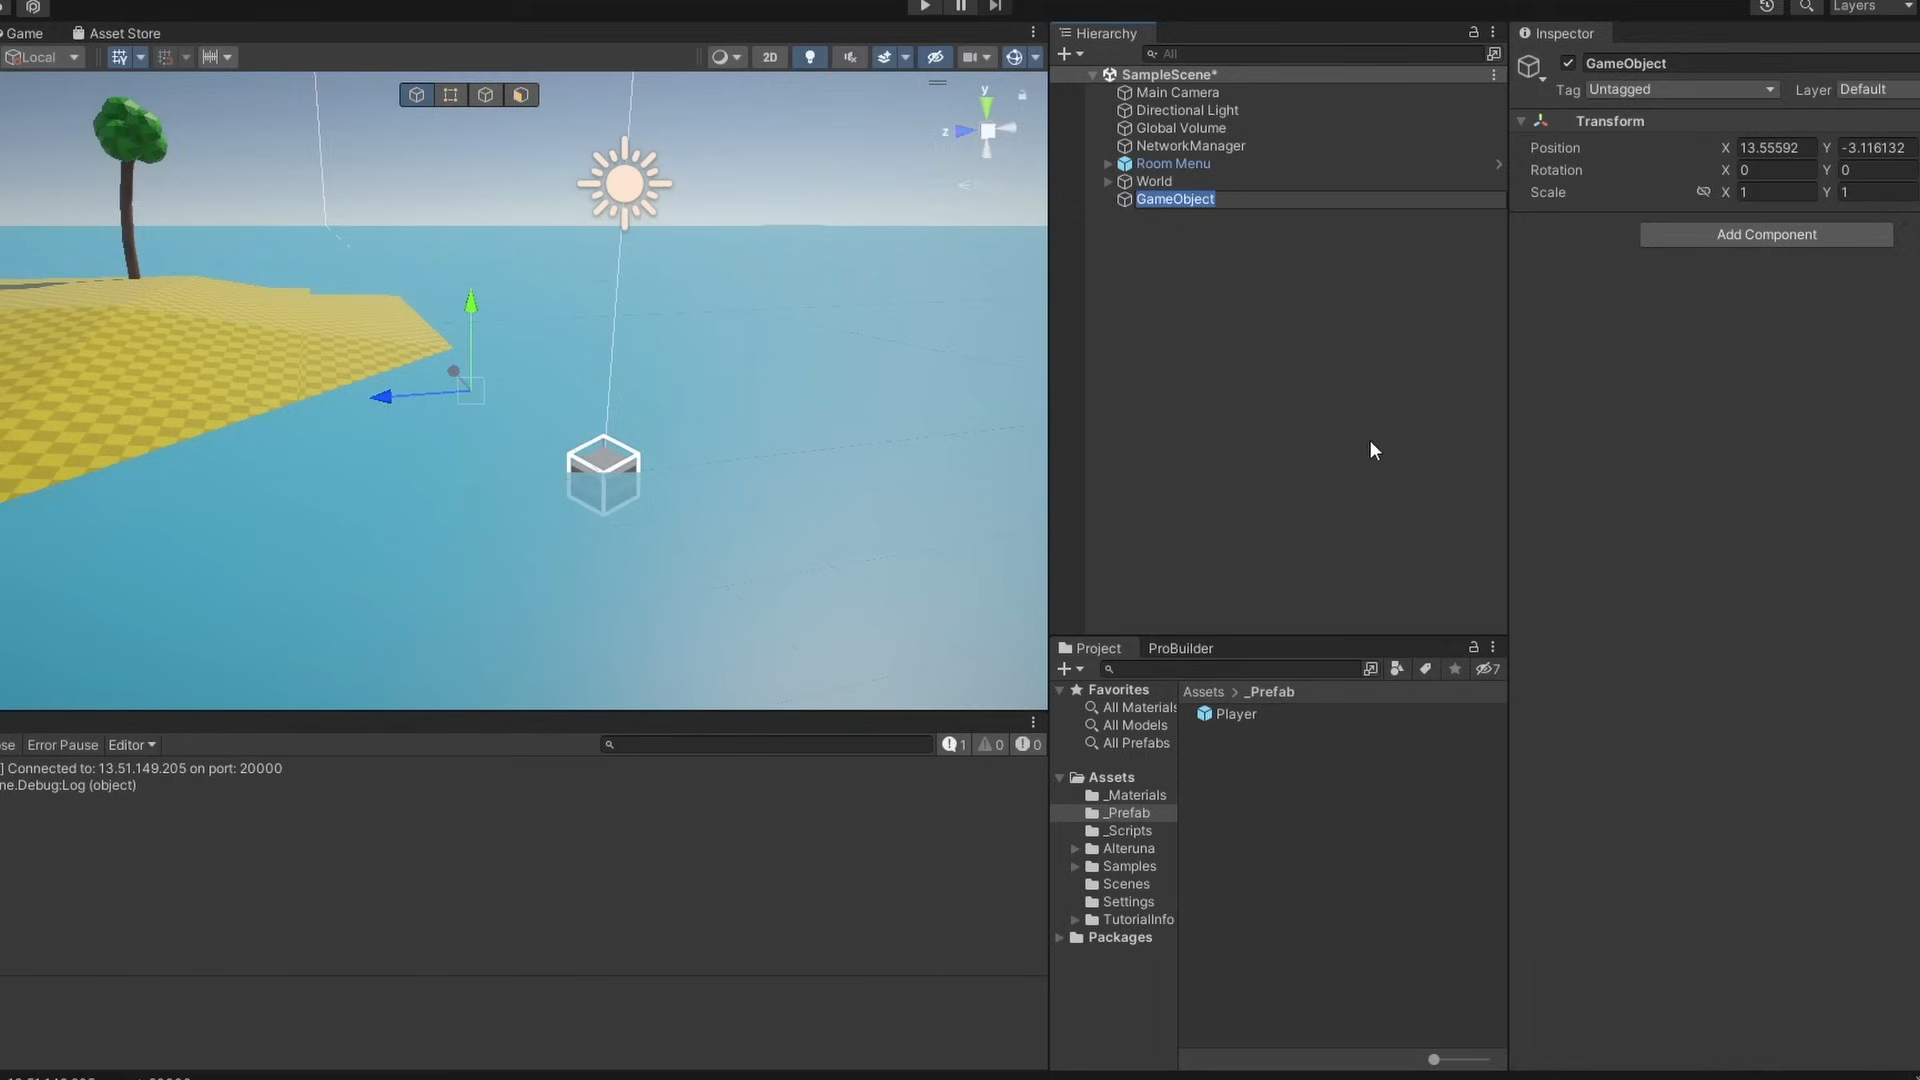 Game
Asset Store
Local
2D
y
z
Hierarchy
All
SampleScene*
Main Camera
Directional Light
Global Volume
NetworkManager
Room Menu
World
GameObject
Layers
Inspector
GameObject
Tag Untagged Layer Default
Transform
Position X 13.55592 Y -3.116132
Rotation X 0 Y 0
Scale X 1 Y 1
Add Component
Error Pause Editor
1 0 0
] Connected to: 13.51.149.205 on port: 20000
ne.Debug:Log (object)
Project ProBuilder
7
Favorites
All Materials
All Models
All Prefabs
Assets
_Materials
_Prefab
_Scripts
Alteruna
Samples
Scenes
Settings
TutorialInfo
Packages
Assets > _Prefab
Player